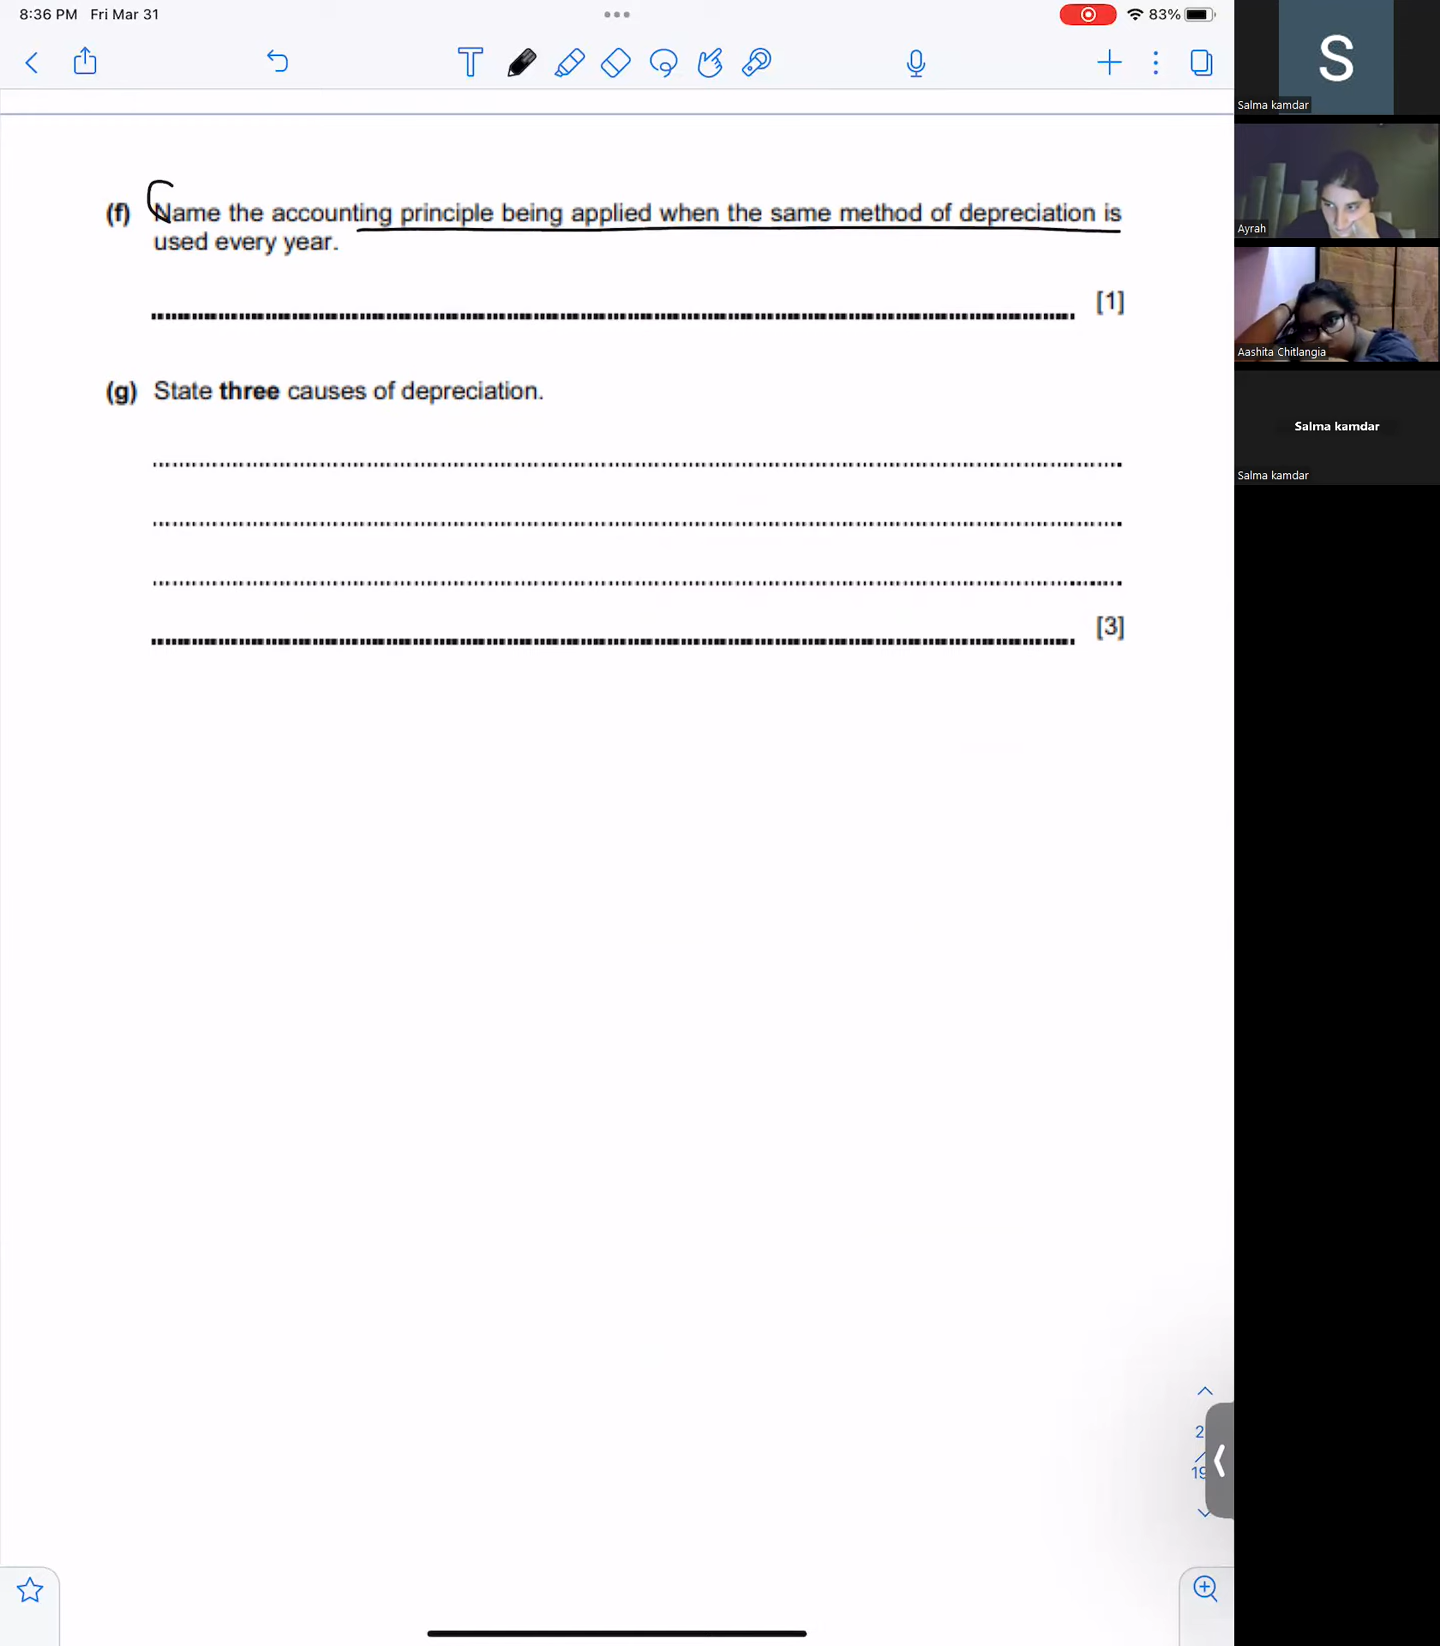 8:36 PM Fri Mar 31
83%
T
S
Salma kamdar
Ayrah
Aashita Chitlangia
Salma kamdar
Salma kamdar
(f) Name the accounting principle being applied when the same method of depreciation is
used every year.
[1]
(g) State three causes of depreciation.
[3]
2
19